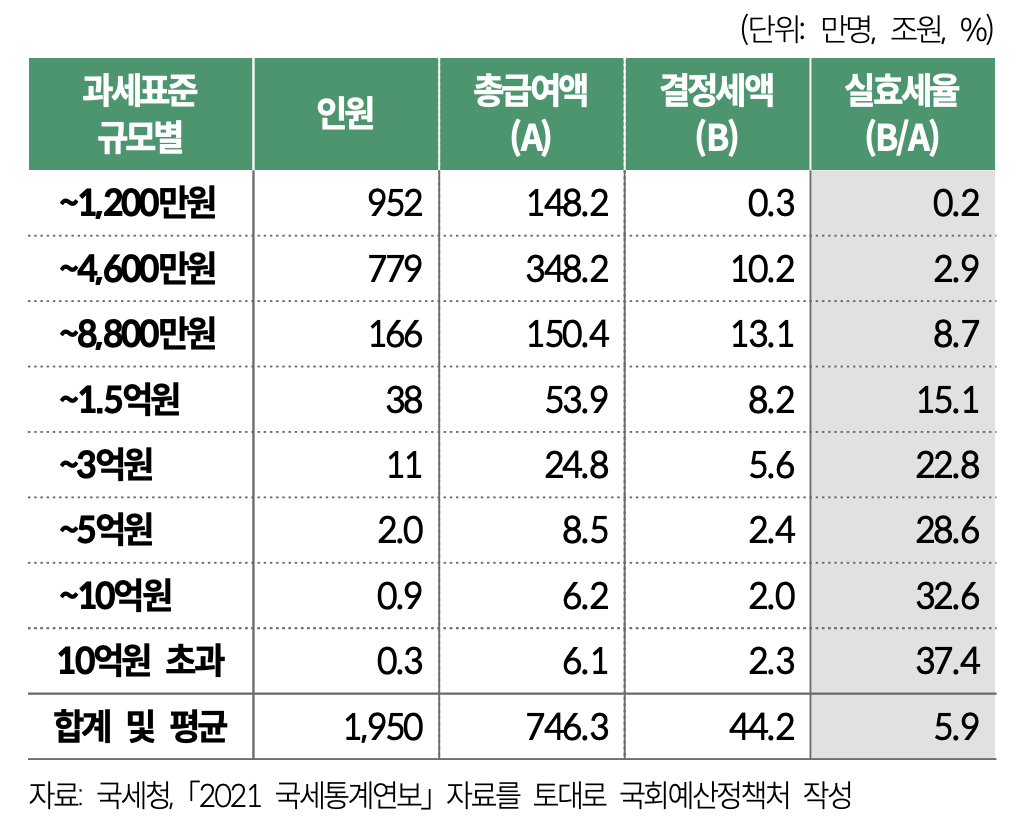 (단위: 만명, 조원, %)
과세표준 규모별 인원 총급여액 (A) 결정세액 (B) 실효세율 (B/A)
~1,200만원 952 148.2 0.3 0.2
~4,600만원 779 348.2 10.2 2.9
~8,800만원 166 150.4 13.1 8.7
~1.5억원 38 53.9 8.2 15.1
~3억원 11 24.8 5.6 22.8
~5억원 2.0 8.5 2.4 28.6
~10억원 0.9 6.2 2.0 32.6
10억원 초과 0.3 6.1 2.3 37.4
합계 및 평균 1,950 746.3 44.2 5.9
자료: 국세청, 「2021 국세통계연보」 자료를 토대로 국회예산정책처 작성